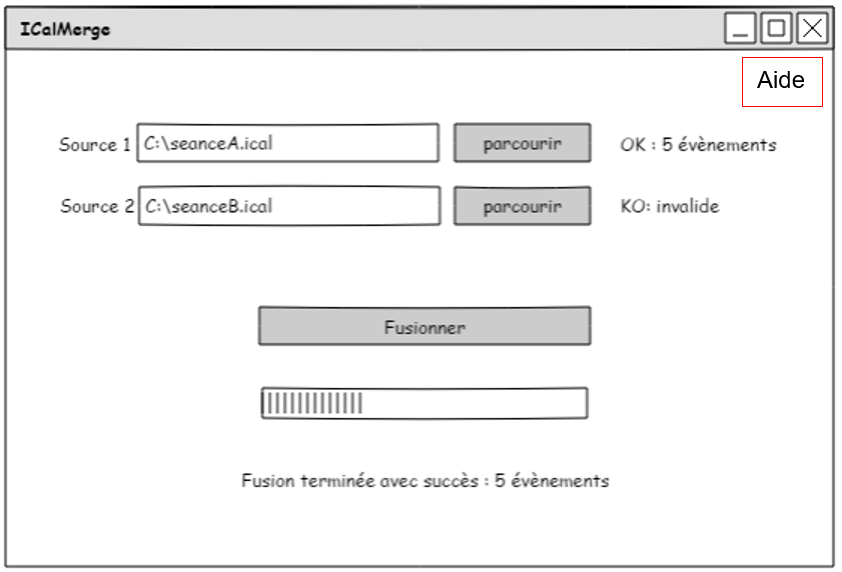 ICalMerge
Aide
Source 1 C:\seanceA.ical parcourir OK : 5 évènements
Source 2 C:\seanceB.ical parcourir KO: invalide
Fusionner
Fusion terminée avec succès : 5 évènements